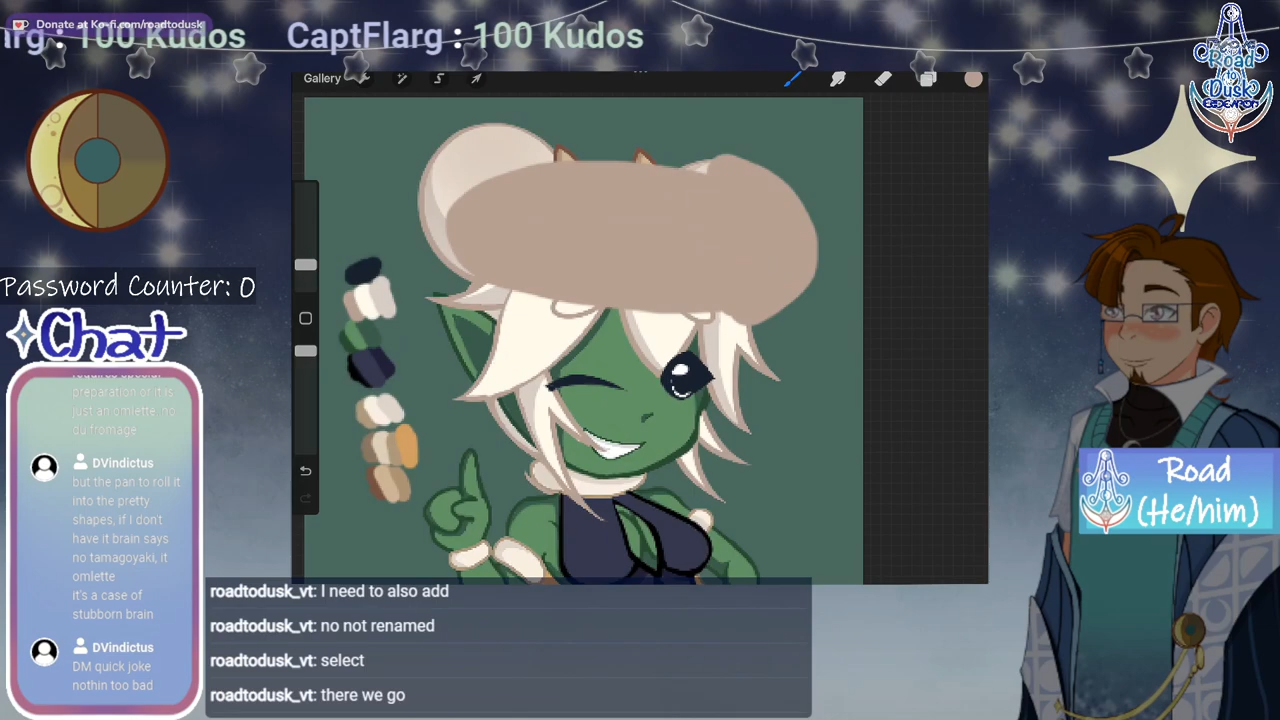 Donate at Ko-fi.com/roadtodusk
arg : 100 Kudos CaptFlarg : 100 Kudos
Road
to
Dusk
Gallery
Password Counter: 0
Chat
requires special
preparation or it is
just an omlette, no
du fromage
DVindictus
but the pan to roll it
into the pretty
shapes, if I don't
have it brain says
no tamagoyaki, it
omlette
it's a case of
stubborn brain
DVindictus
DM quick joke
nothin too bad
roadtodusk_vt: I need to also add
roadtodusk_vt: no not renamed
roadtodusk_vt: select
roadtodusk_vt: there we go
Road
(He/him)